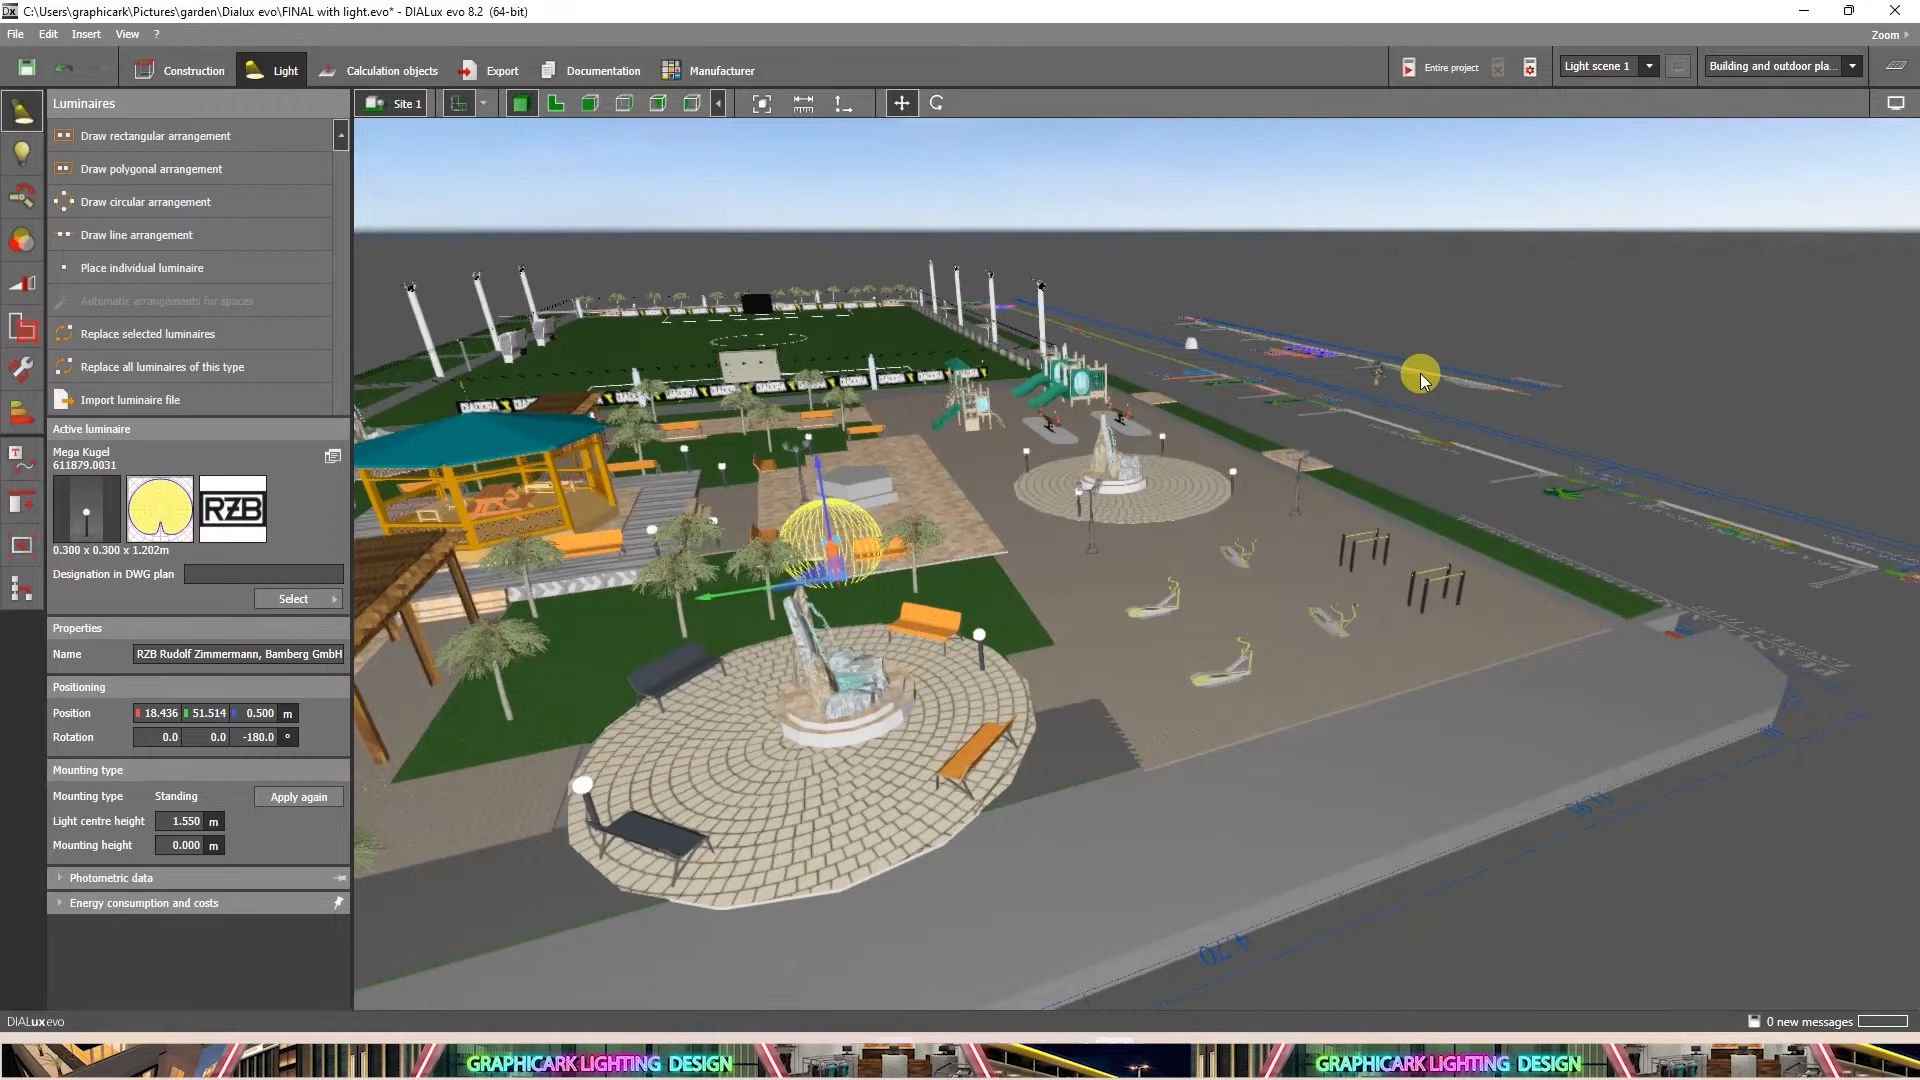 C:\Users\graphicark\Pictures\garden\Dialux evo\FINAL with light.evo* - DIALux evo 8.2  (64-bit)
File Edit Insert View ?
Zoom
Construction Light Calculation objects Export Documentation Manufacturer
Entire project
Light scene 1
Building and outdoor pla...
Luminaires
Site 1
Draw rectangular arrangement
Draw polygonal arrangement
Draw circular arrangement
Draw line arrangement
Place individual luminaire
Automatic arrangements for spaces
Replace selected luminaires
Replace all luminaires of this type
Import luminaire file
Active luminaire
Mega Kugel
611879.0031
RZB
0.300 x 0.300 x 1.202m
Designation in DWG plan
Select
Properties
Name RZB Rudolf Zimmermann, Bamberg GmbH
Positioning
Position 18.436 51.514 0.500 m
Rotation 0.0 0.0 -180.0 °
Mounting type
Mounting type Standing Apply again
Light centre height 1.550 m
Mounting height 0.000 m
Photometric data
Energy consumption and costs
DIADORA
4.70
DIALux evo
0 new messages
GRAPHICARK LIGHTING DESIGN
GRAPHICARK LIGHTING DESIGN